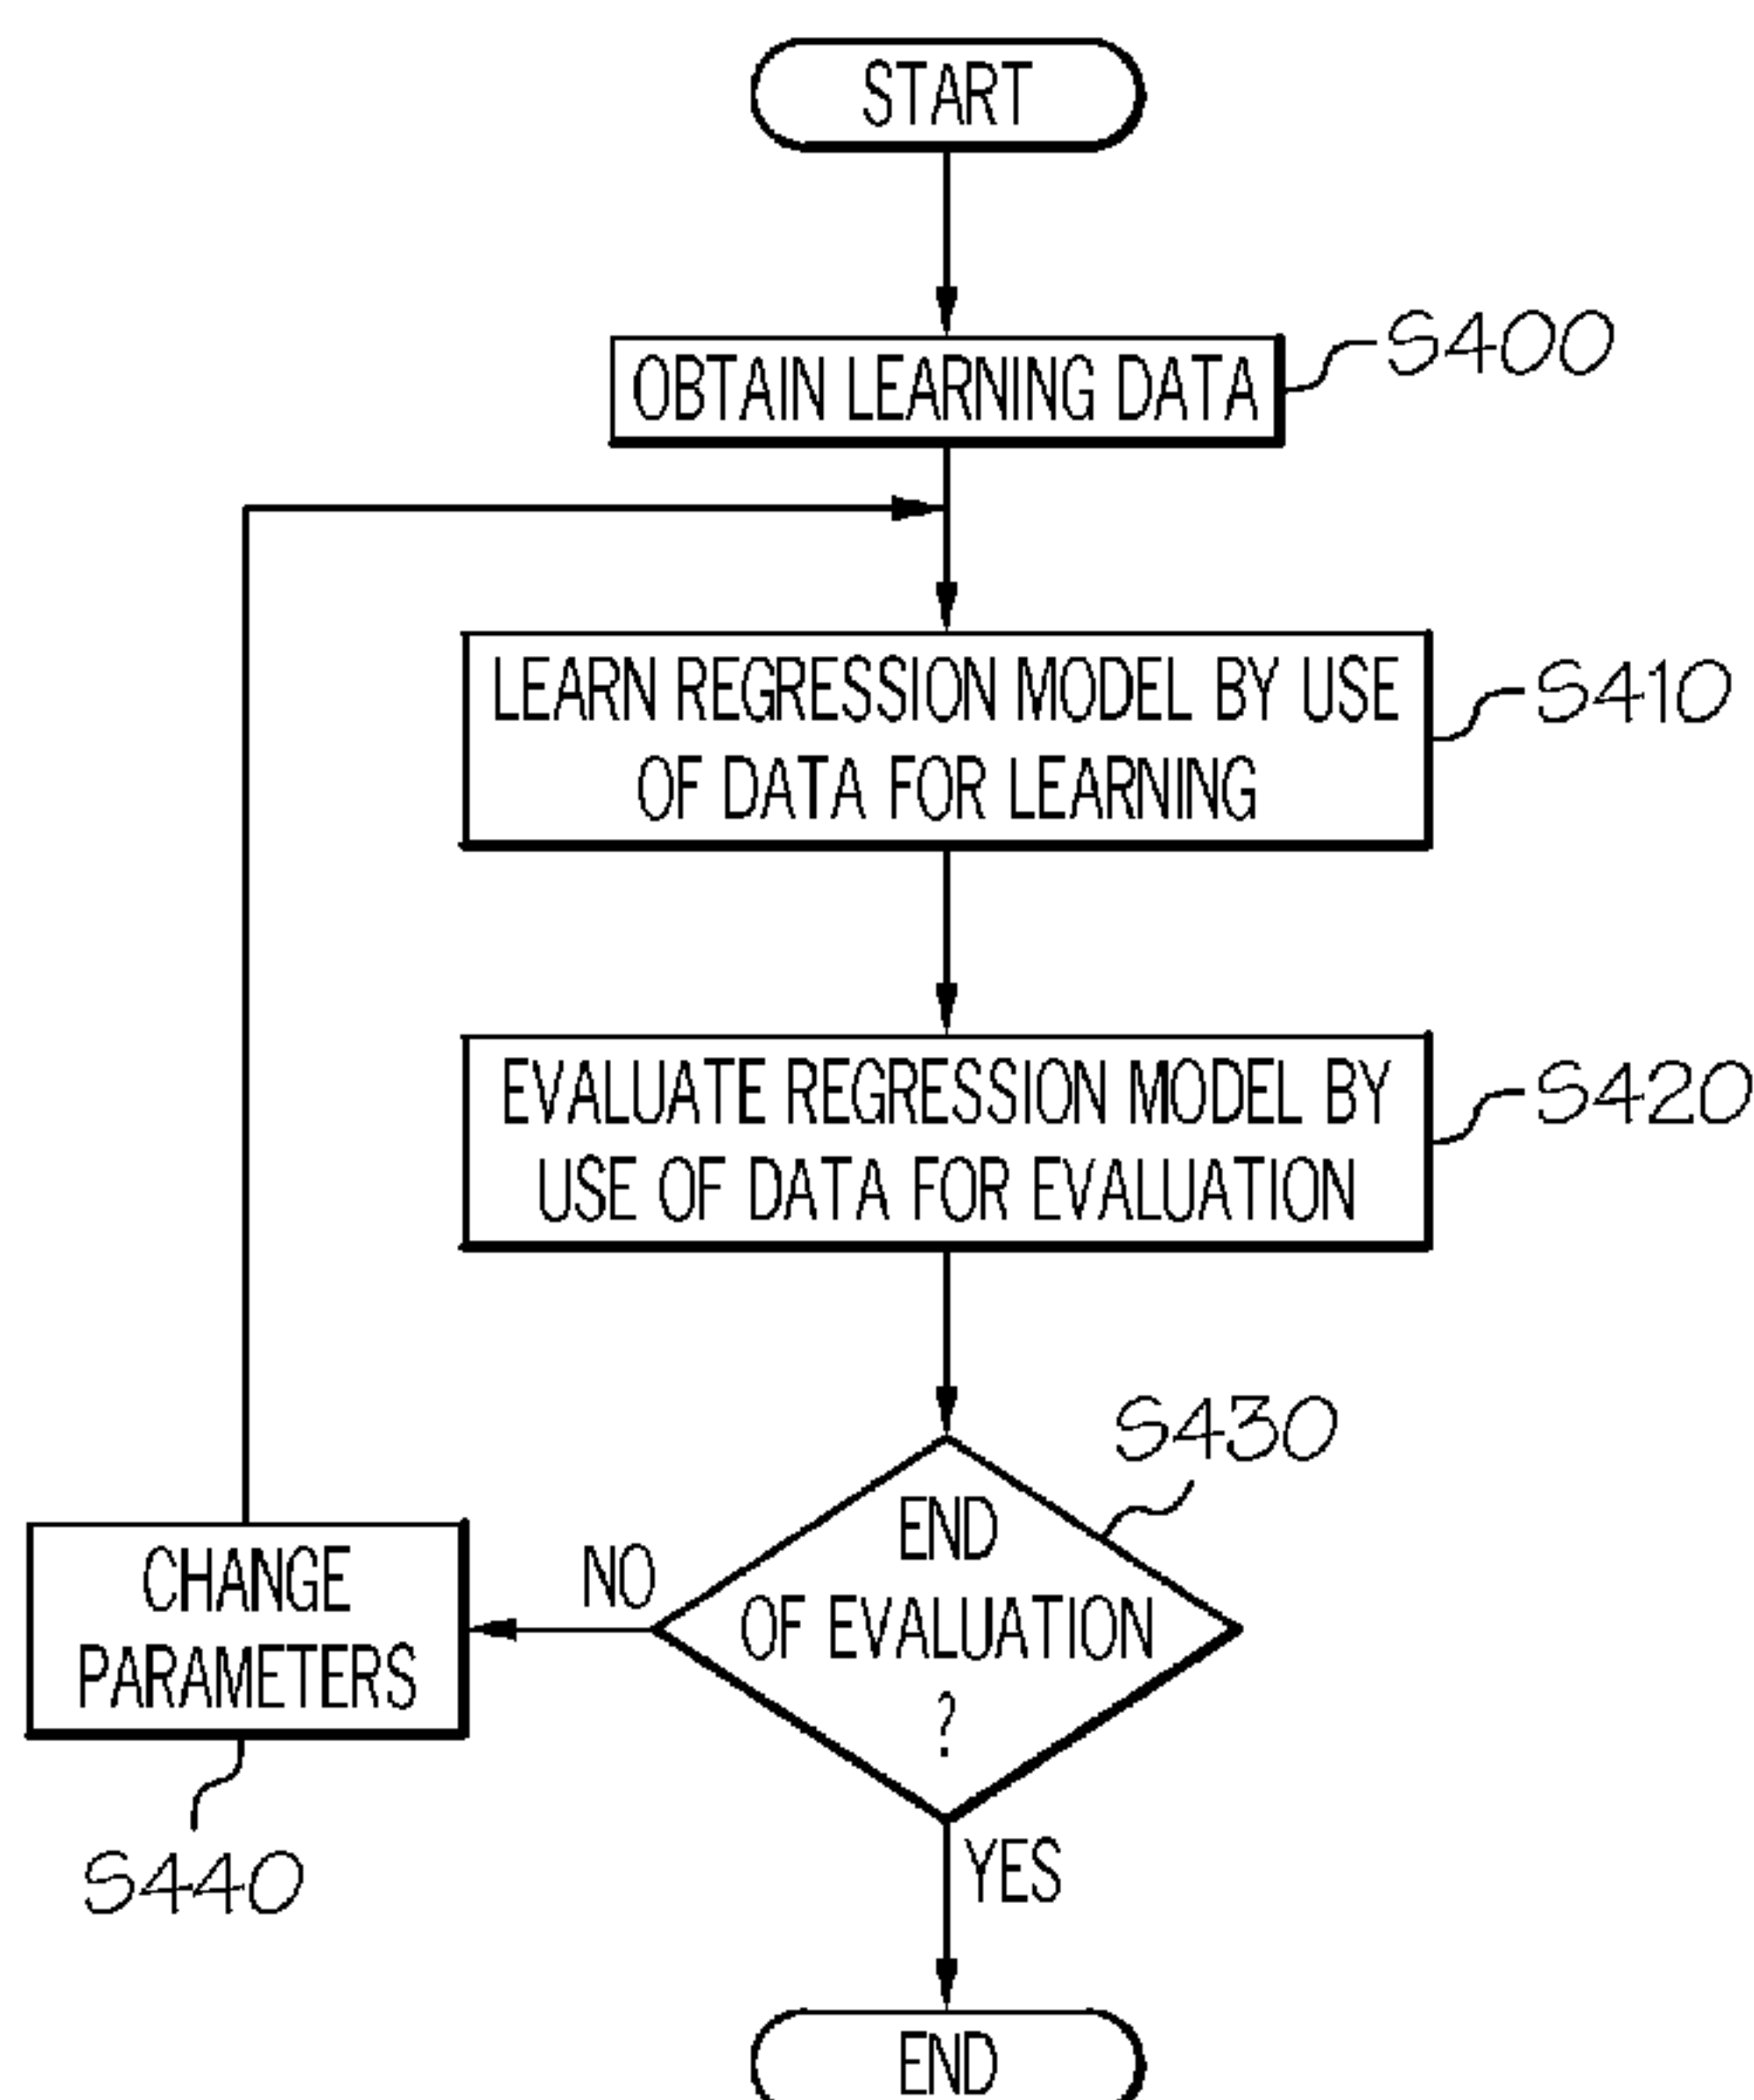 START
OBTAIN LEARNING DATA
S400
LEARN REGRESSION MODEL BY USE
OF DATA FOR LEARNING
S410
EVALUATE REGRESSION MODEL BY
USE OF DATA FOR EVALUATION
S420
S430
END
OF EVALUATION
?
NO
CHANGE
PARAMETERS
S440
YES
END